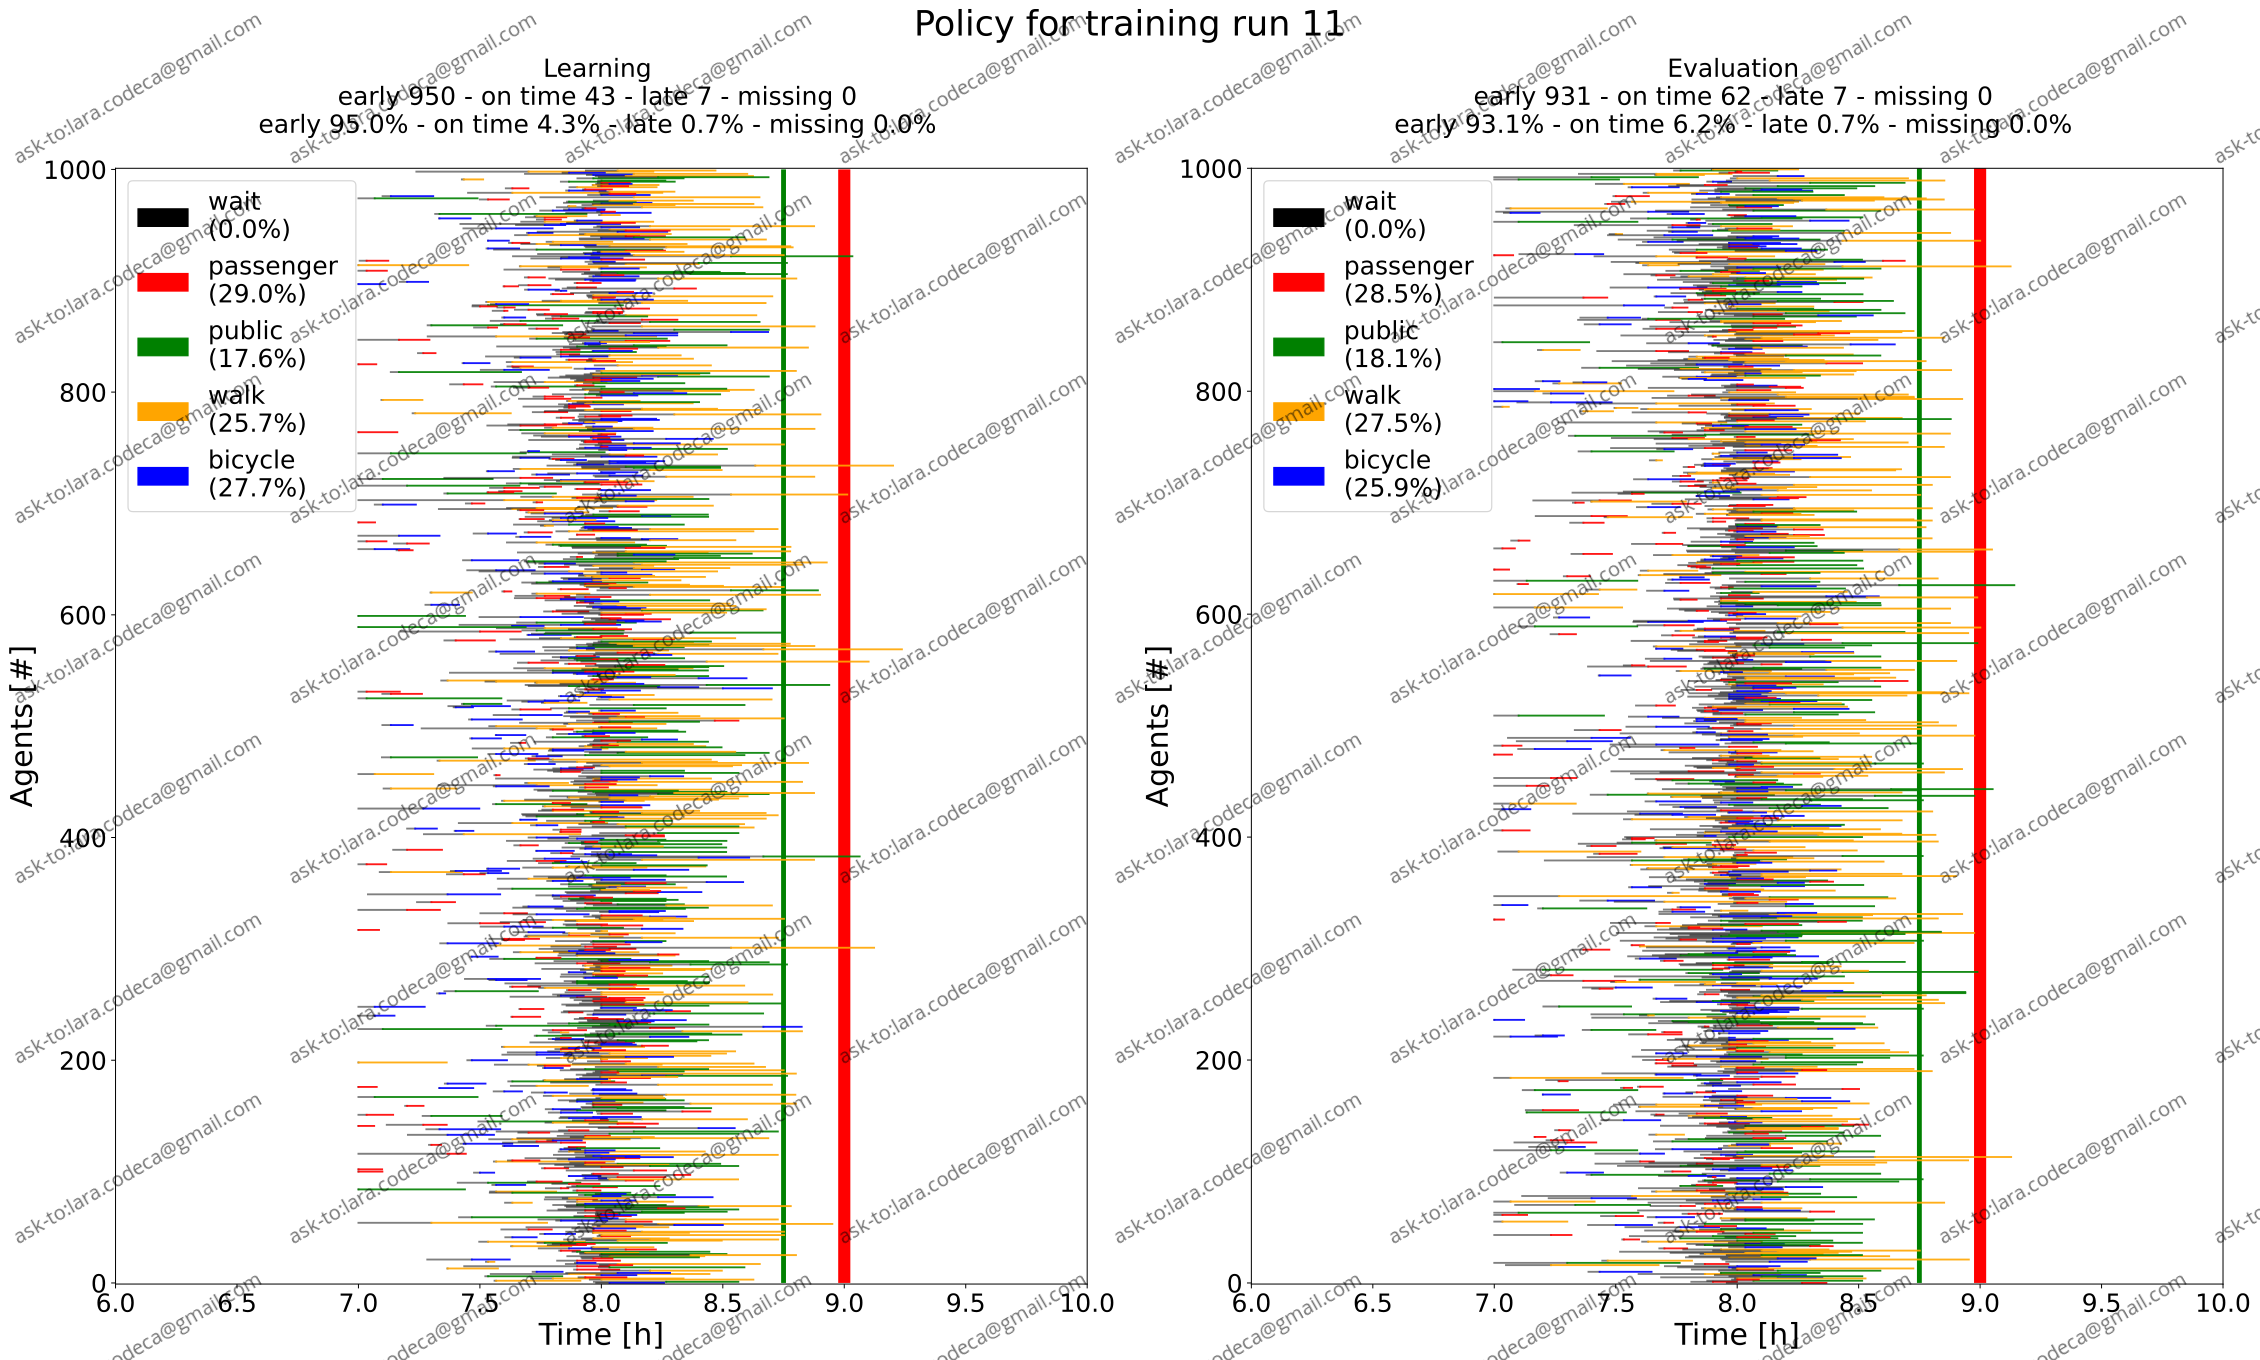 Policy for training run 11
Learning
early 950 - on time 43 - late 7 - missing 0
early 95.0% - on time 4.3% - late 0.7% - missing 0.0%
1000
800
600
400
200
0
Agents [#]
wait
(0.0%)
passenger
(29.0%)
public
(17.6%)
walk
(25.7%)
bicycle
(27.7%)
6.0 6.5 7.0 7.5 8.0 8.5 9.0 9.5 10.0
Time [h]
Evaluation
early 931 - on time 62 - late 7 - missing 0
early 93.1% - on time 6.2% - late 0.7% - missing 0.0%
1000
800
600
400
200
0
Agents [#]
wait
(0.0%)
passenger
(28.5%)
public
(18.1%)
walk
(27.5%)
bicycle
(25.9%)
6.0 6.5 7.0 7.5 8.0 8.5 9.0 9.5 10.0
Time [h]
ask-to:lara.codeca@gmail.com